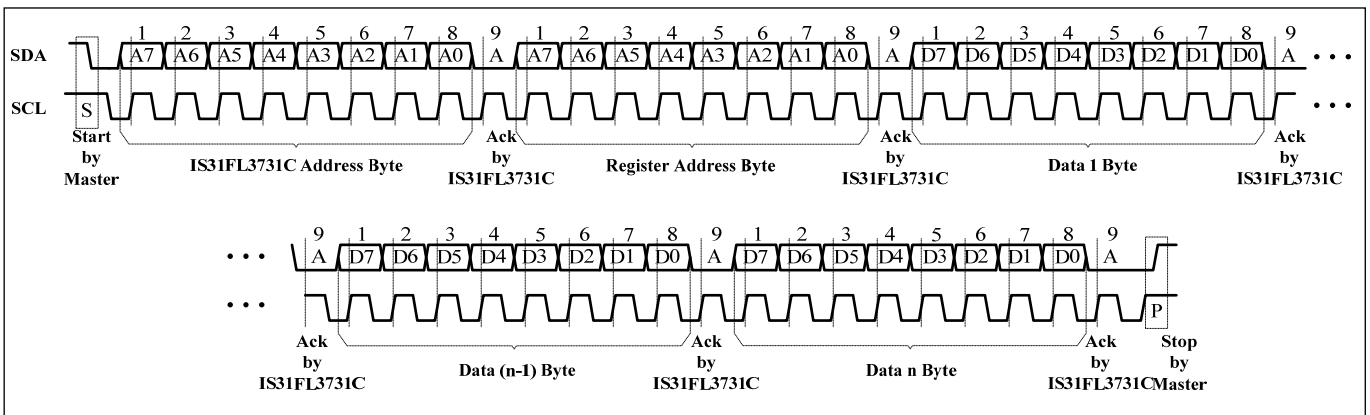 1 2 3 4 5 6 7 8 9 1 2 3 4 5 6 7 8 9 1 2 3 4 5 6 7 8 9
SDA A7 A6 A5 A4 A3 A2 A1 A0 A A7 A6 A5 A4 A3 A2 A1 A0 A D7 D6 D5 D4 D3 D2 D1 D0 A • • •
SCL S • • •
Start by Master
IS31FL3731C Address Byte
Ack by IS31FL3731C
Register Address Byte
Ack by IS31FL3731C
Data 1 Byte
Ack by IS31FL3731C
9 1 2 3 4 5 6 7 8 9 1 2 3 4 5 6 7 8 9
• • • A D7 D6 D5 D4 D3 D2 D1 D0 A D7 D6 D5 D4 D3 D2 D1 D0 A
• • • P
Ack by IS31FL3731C
Data (n-1) Byte
Ack by IS31FL3731C
Data n Byte
Ack by IS31FL3731C
Stop by Master